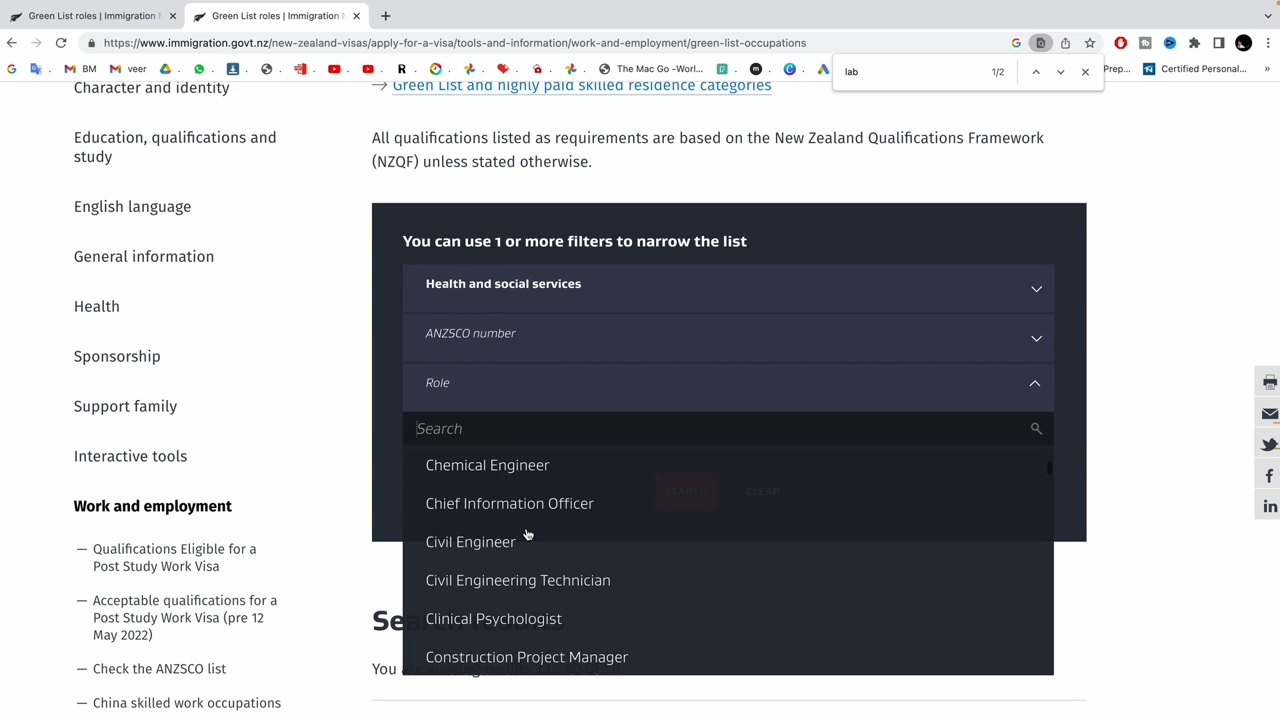 Green List roles | Immigration N
Green List roles | Immigration N
https://www.immigration.govt.nz/new-zealand-visas/apply-for-a-visa/tools-and-information/work-and-employment/green-list-occupations
BM
veer
The Mac Go -Worl...
Prep...
Certified Personal...
lab
1/2
Character and identity
Education, qualifications and
study
English language
General information
Health
Sponsorship
Support family
Interactive tools
Work and employment
— Qualifications Eligible for a
Post Study Work Visa
— Acceptable qualifications for a
Post Study Work Visa (pre 12
May 2022)
— Check the ANZSCO list
— China skilled work occupations
→ Green List and highly paid skilled residence categories
All qualifications listed as requirements are based on the New Zealand Qualifications Framework
(NZQF) unless stated otherwise.
You can use 1 or more filters to narrow the list
Health and social services
ANZSCO number
Role
Search
Chemical Engineer
SEARCH
CLEAR
Chief Information Officer
Civil Engineer
Civil Engineering Technician
Clinical Psychologist
Construction Project Manager